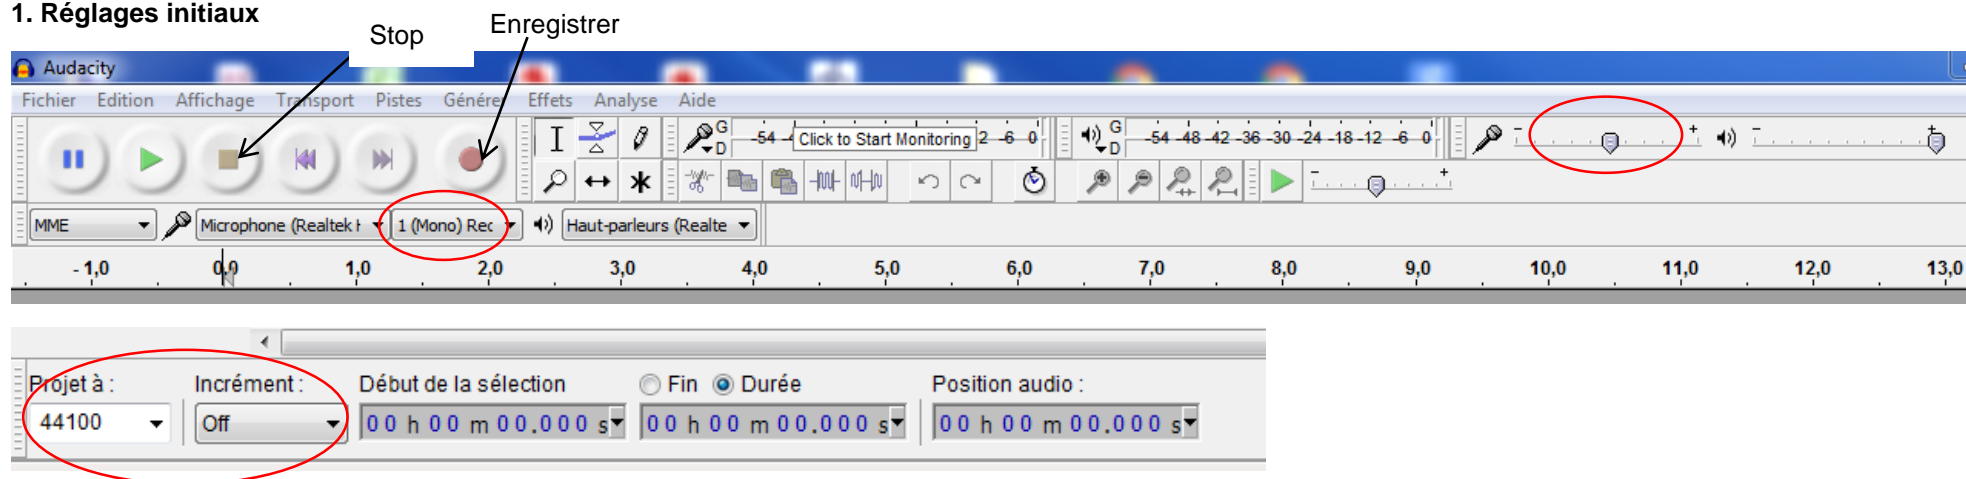 1. Réglages initiaux
Stop
Enregistrer
Audacity
Fichier Edition Affichage Transport Pistes Générer Effets Analyse Aide
G -54 -4 Click to Start Monitoring 2 -6 0 G -54 -48 -42 -36 -30 -24 -18 -12 -6 0 - + - +
D D
- +
MME Microphone (Realtek H 1 (Mono) Rec Haut-parleurs (Realte
- 1,0 0,0 1,0 2,0 3,0 4,0 5,0 6,0 7,0 8,0 9,0 10,0 11,0 12,0 13,0
Projet à : Incrément : Début de la sélection Fin Durée Position audio :
44100 Off 00 h 00 m 00.000 s 00 h 00 m 00.000 s 00 h 00 m 00.000 s